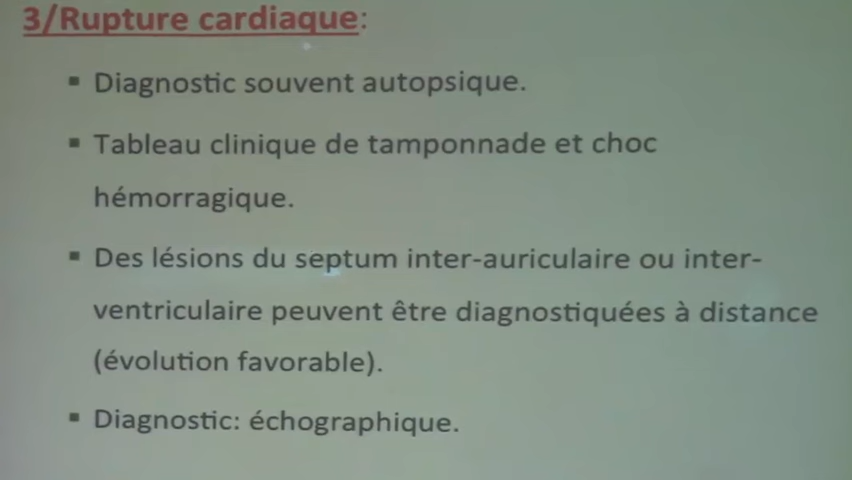 3/Rupture cardiaque:
▪ Diagnostic souvent autopsique.
▪ Tableau clinique de tamponnade et choc
hémorragique.
▪ Des lésions du septum inter-auriculaire ou inter-
ventriculaire peuvent être diagnostiquées à distance
(évolution favorable).
▪ Diagnostic: échographique.